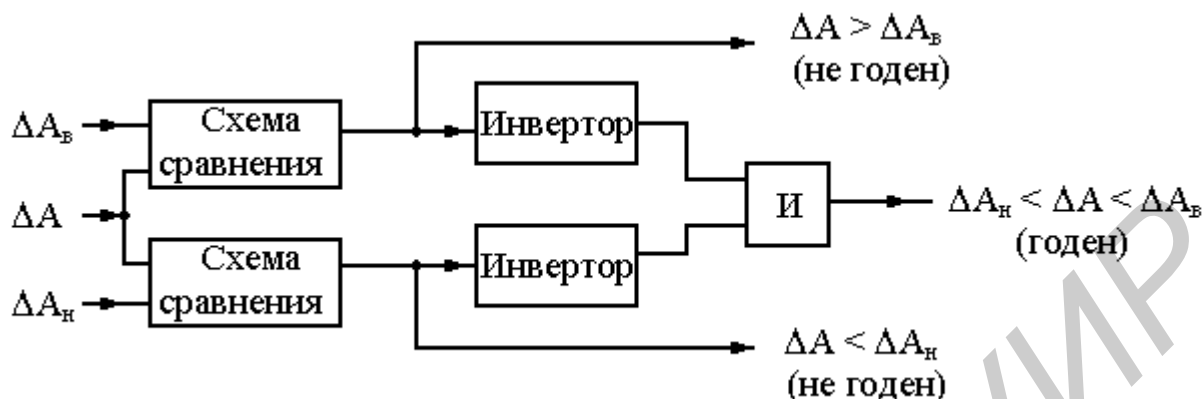 ΔA > ΔAв
(не годен)
ΔAв
Схема
сравнения
Инвертор
ΔA
И
ΔAн < ΔA < ΔAв
(годен)
ΔAн
Схема
сравнения
Инвертор
ΔA < ΔAн
(не годен)
УИР